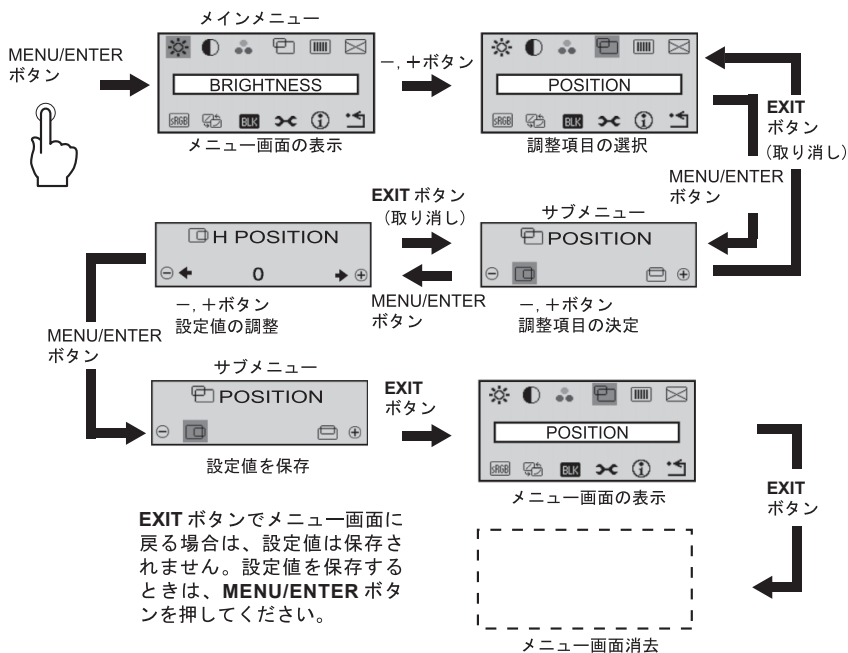 メインメニュー
MENU/ENTER
ボタン
BRIGHTNESS
sRGB
BLK
メニュー画面の表示
－, ＋ボタン
POSITION
sRGB
BLK
調整項目の選択
EXIT
ボタン
（取り消し）
MENU/ENTER
ボタン
サブメニュー
POSITION
－, ＋ボタン
調整項目の決定
EXIT ボタン
（取り消し）
MENU/ENTER
ボタン
H POSITION
0
－, ＋ボタン
設定値の調整
MENU/ENTER
ボタン
サブメニュー
POSITION
設定値を保存
EXIT
ボタン
POSITION
sRGB
BLK
メニュー画面の表示
EXIT
ボタン
メニュー画面消去
EXIT ボタンでメニュー画面に
戻る場合は、設定値は保存さ
れません。設定値を保存する
ときは、MENU/ENTER ボタ
ンを押してください。